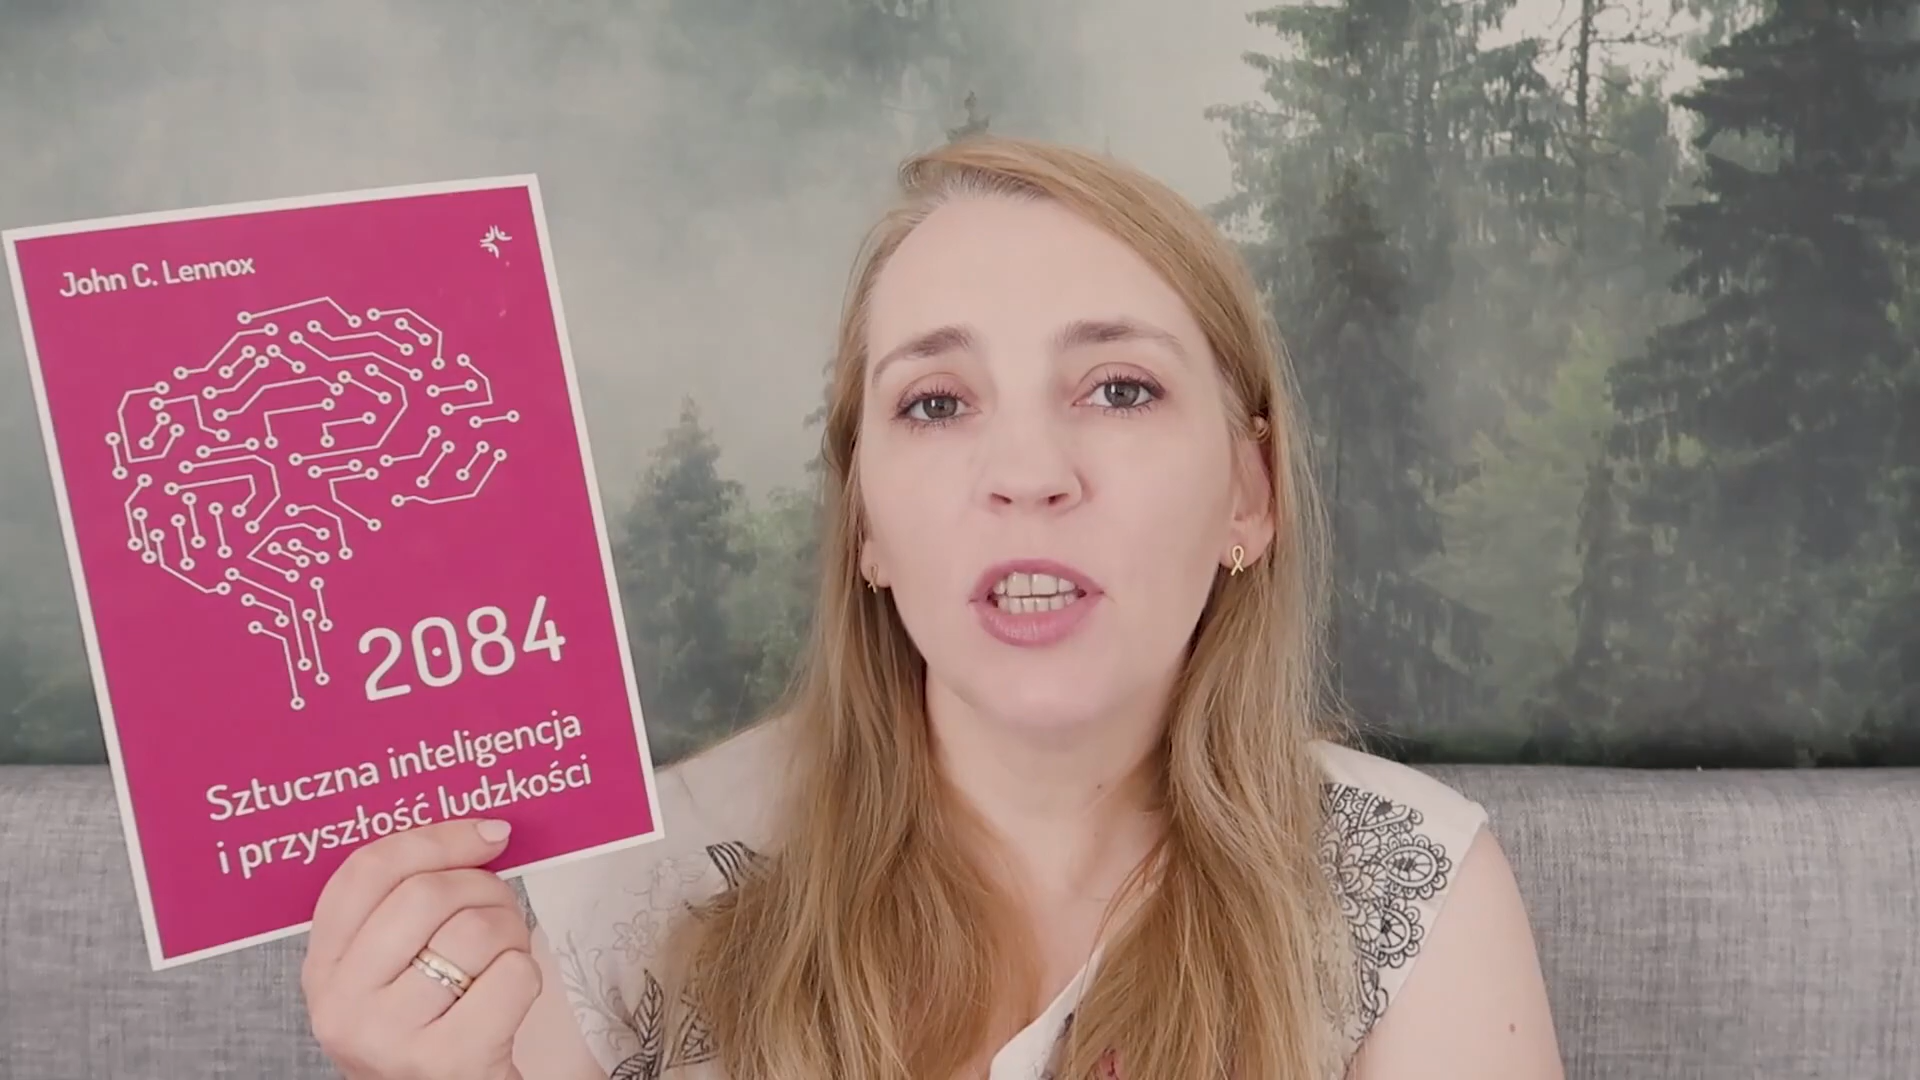 John C. Lennox
2084
Sztuczna inteligencja
i przyszłość ludzkości